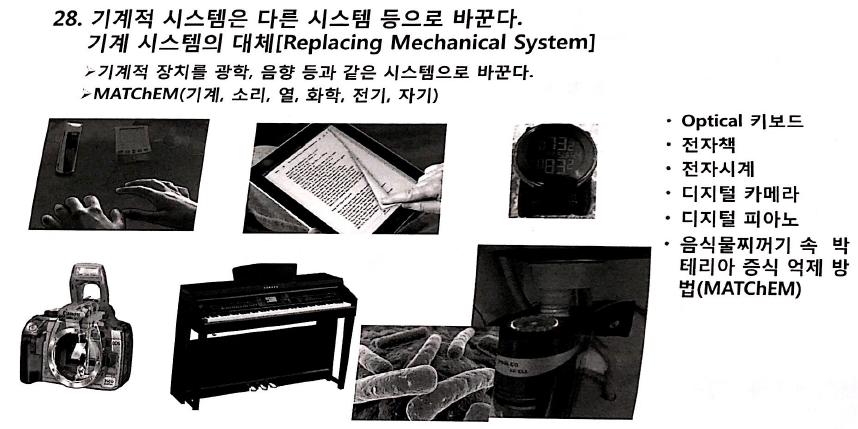 28. 기계적 시스템은 다른 시스템 등으로 바꾼다.
기계 시스템의 대체[Replacing Mechanical System]
➢기계적 장치를 광학, 음향 등과 같은 시스템으로 바꾼다.
➢MATChEM(기계, 소리, 열, 화학, 전기, 자기)
• Optical 키보드
• 전자책
• 전자시계
• 디지털 카메라
• 디지털 피아노
• 음식물찌꺼기 속 박
테리아 증식 억제 방
법(MATChEM)
YAMAHA